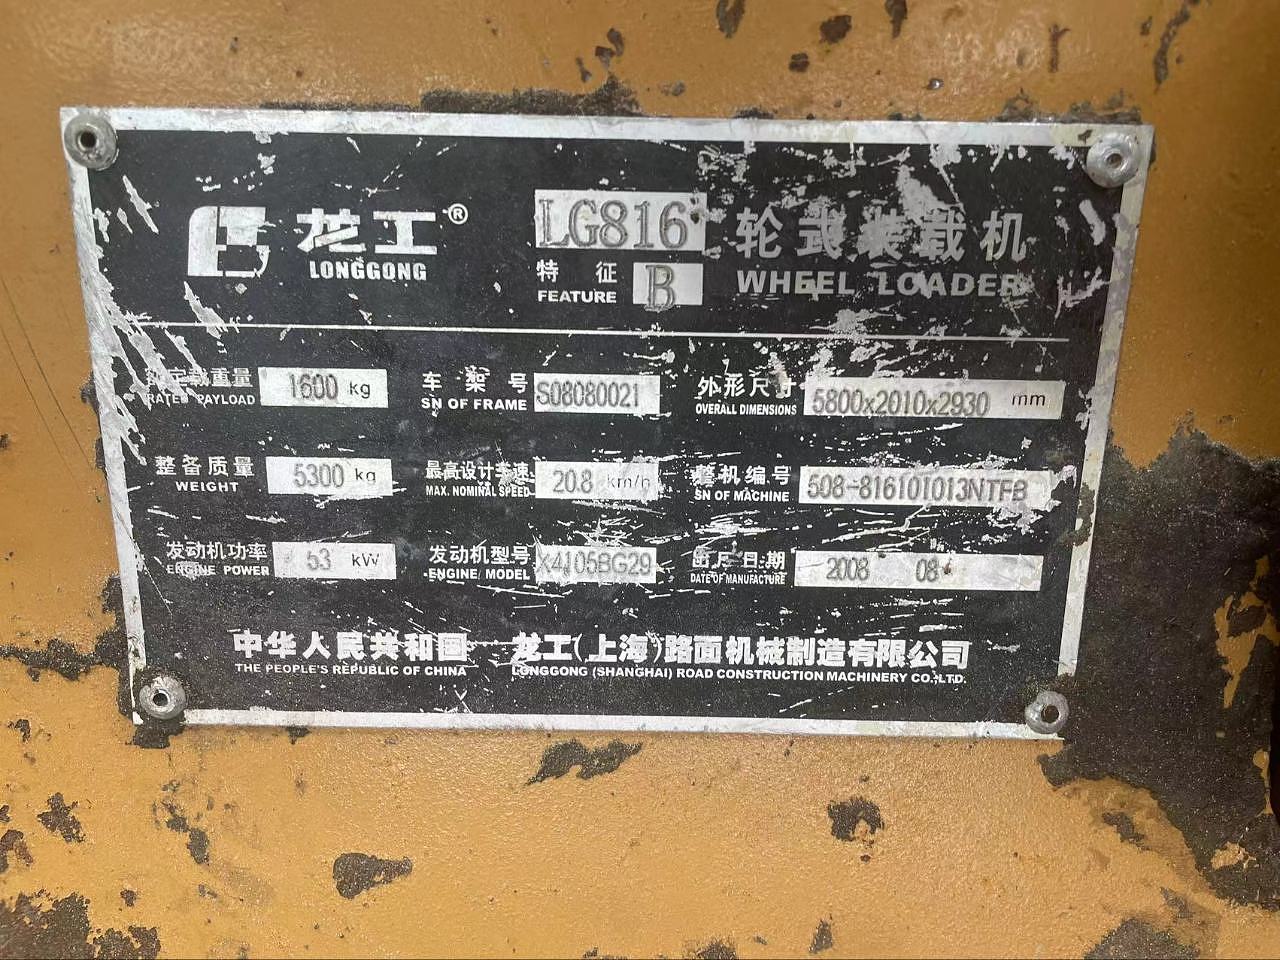 龙工® LG816 轮式装载机
LONGGONG 特征 B WHEEL LOADER
FEATURE
额定载重量 1600 kg 车架号 S08080021 外形尺寸 5800x2010x2930 mm
RATED PAYLOAD SN OF FRAME OVERALL DIMENSIONS
整备质量 5300 kg 最高设计车速 20.8 km/h 整机编号 508-816101013NTFB
WEIGHT MAX. NOMINAL SPEED SN OF MACHINE
发动机功率 53 kW 发动机型号 X4105BG29 出厂日期 2008 08
ENGINE POWER ENGINE MODEL DATE OF MANUFACTURE
中华人民共和国 龙工(上海)路面机械制造有限公司
THE PEOPLE'S REPUBLIC OF CHINA LONGGONG (SHANGHAI) ROAD CONSTRUCTION MACHINERY CO.,LTD.